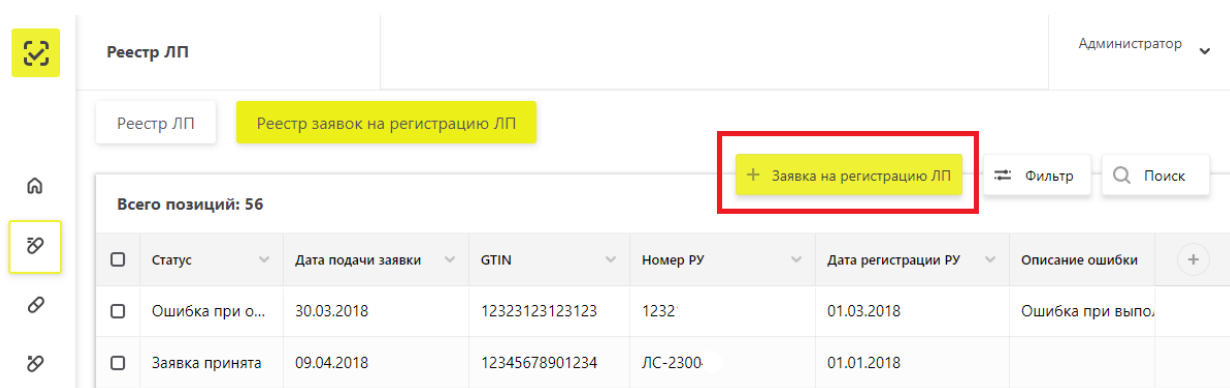 Реестр ЛП
Администратор
Реестр ЛП
Реестр заявок на регистрацию ЛП
+ Заявка на регистрацию ЛП
Фильтр
Поиск
Всего позиций: 56
Статус Дата подачи заявки GTIN Номер РУ Дата регистрации РУ Описание ошибки +
Ошибка при о... 30.03.2018 12323123123123 1232 01.03.2018 Ошибка при выпол
Заявка принята 09.04.2018 12345678901234 ЛС-2300 01.01.2018